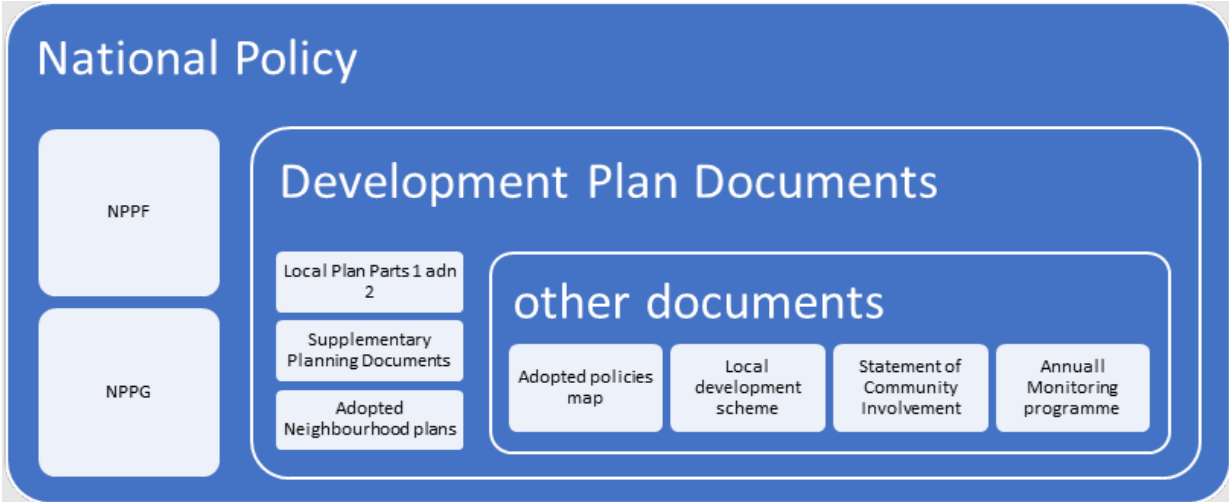 National Policy
NPPF
NPPG
Development Plan Documents
Local Plan Parts 1 adn
2
Supplementary
Planning Documents
Adopted
Neighbourhood plans
other documents
Adopted policies
map
Local
development
scheme
Statement of
Community
Involvement
Annuall
Monitoring
programme